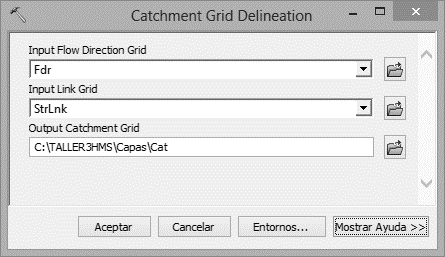 Catchment Grid Delineation
Input Flow Direction Grid
Fdr
Input Link Grid
StrLnk
Output Catchment Grid
C:\TALLER3HMS\Capas\Cat
Aceptar
Cancelar
Entornos...
Mostrar Ayuda >>